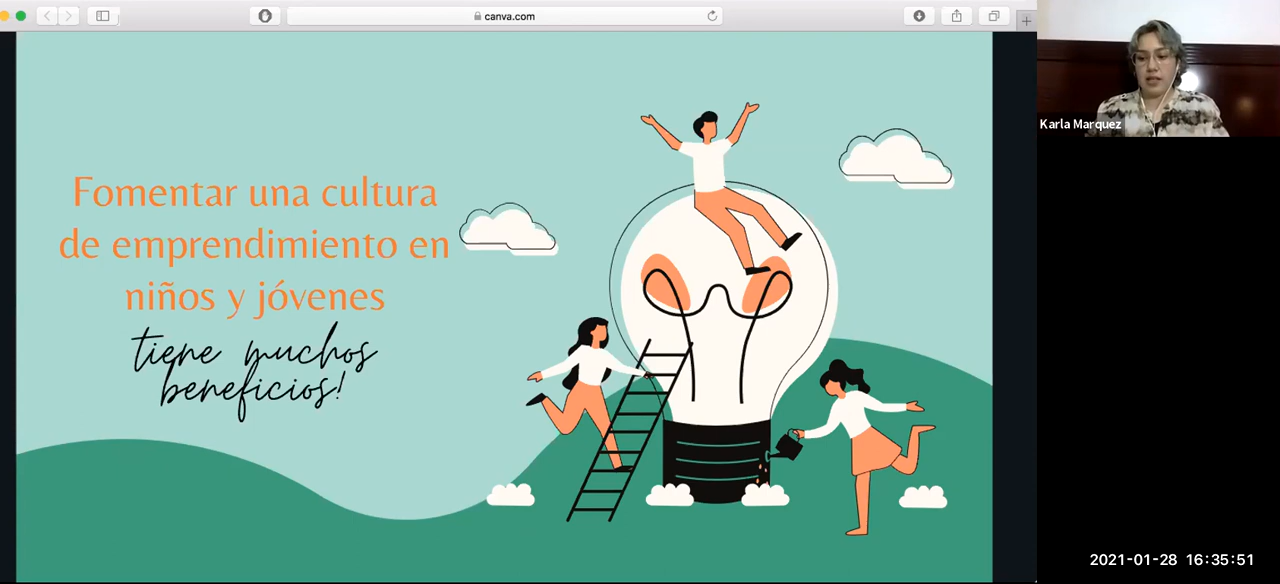 canva.com
Fomentar una cultura
de emprendimiento en
niños y jóvenes
tiene muchos
beneficios!
Karla Marquez
2021-01-28 16:35:51